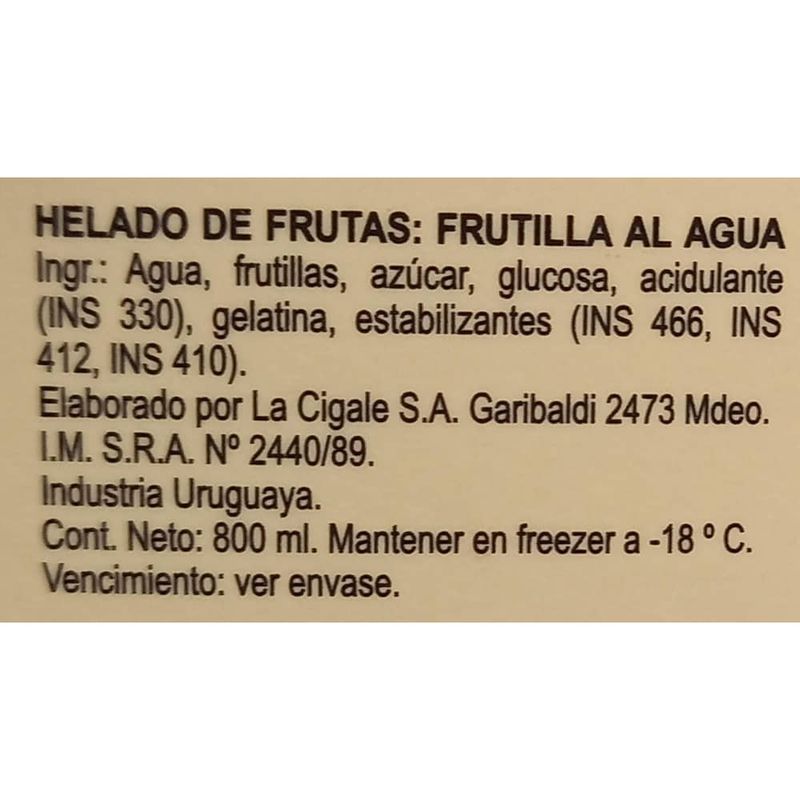 HELADO DE FRUTAS: FRUTILLA AL AGUA
Ingr.: Agua, frutillas, azúcar, glucosa, acidulante
(INS 330), gelatina, estabilizantes (INS 466, INS
412, INS 410).
Elaborado por La Cigale S.A. Garibaldi 2473 Mdeo.
I.M. S.R.A. Nº 2440/89.
Industria Uruguaya.
Cont. Neto: 800 ml. Mantener en freezer a -18 º C.
Vencimiento: ver envase.